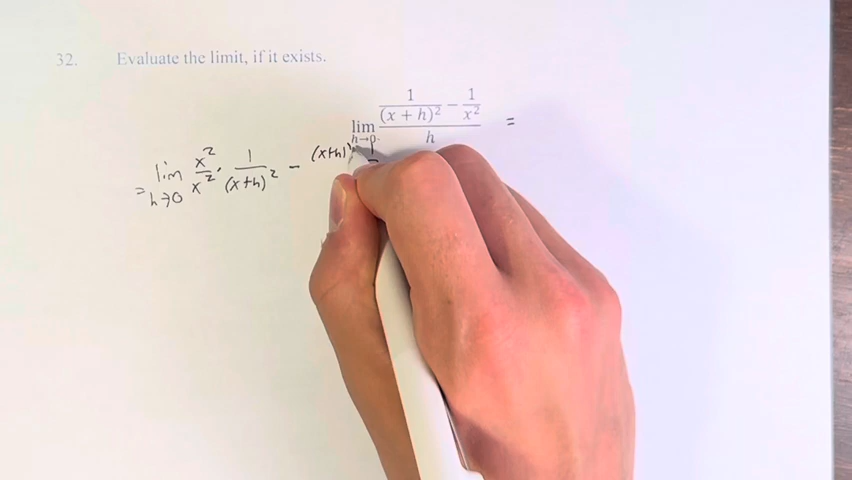 32. Evaluate the limit, if it exists.
lim h→0 (1/(x + h)² − 1/x²)/h =
= lim h→0 x²/x² · 1/(x+h)² − (x+h)